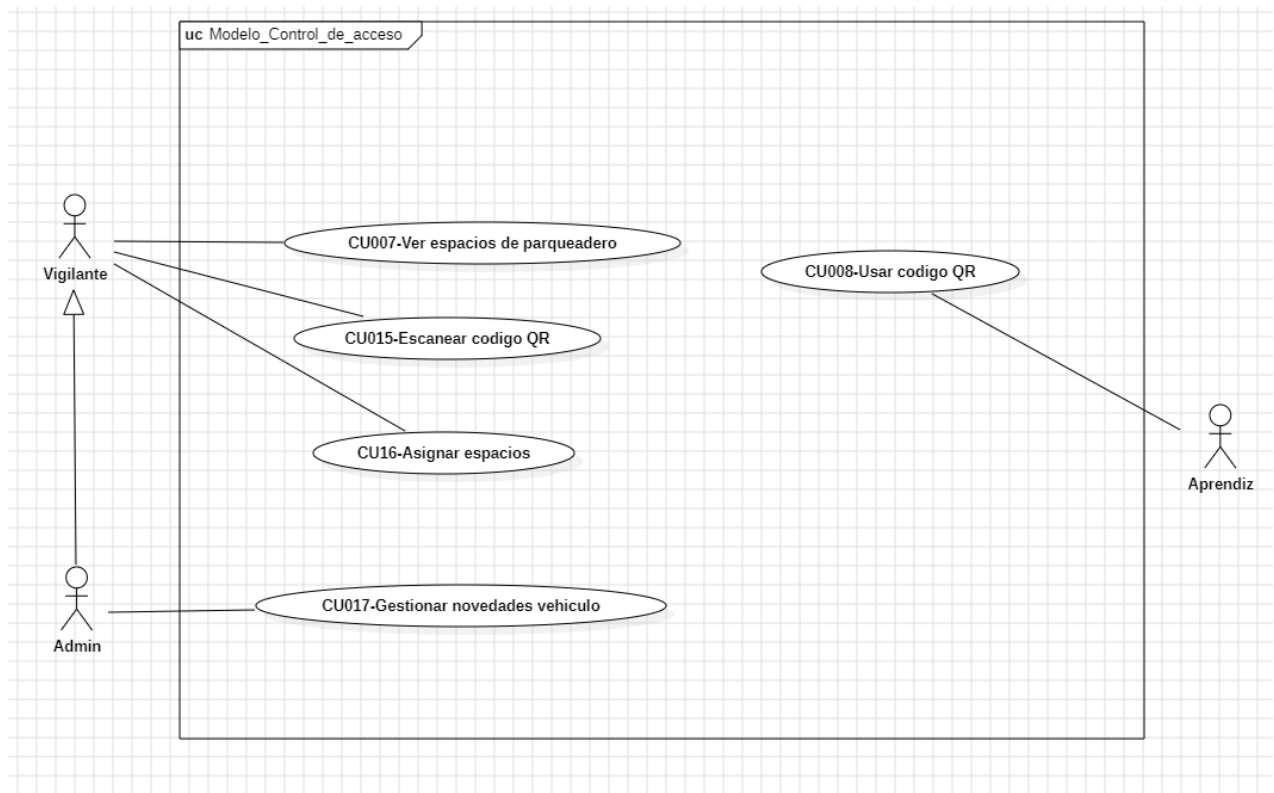 uc Modelo_Control_de_acceso
CU007-Ver espacios de parqueadero
CU008-Usar codigo QR
Vigilante
CU015-Escanear codigo QR
CU16-Asignar espacios
Aprendiz
CU017-Gestionar novedades vehiculo
Admin